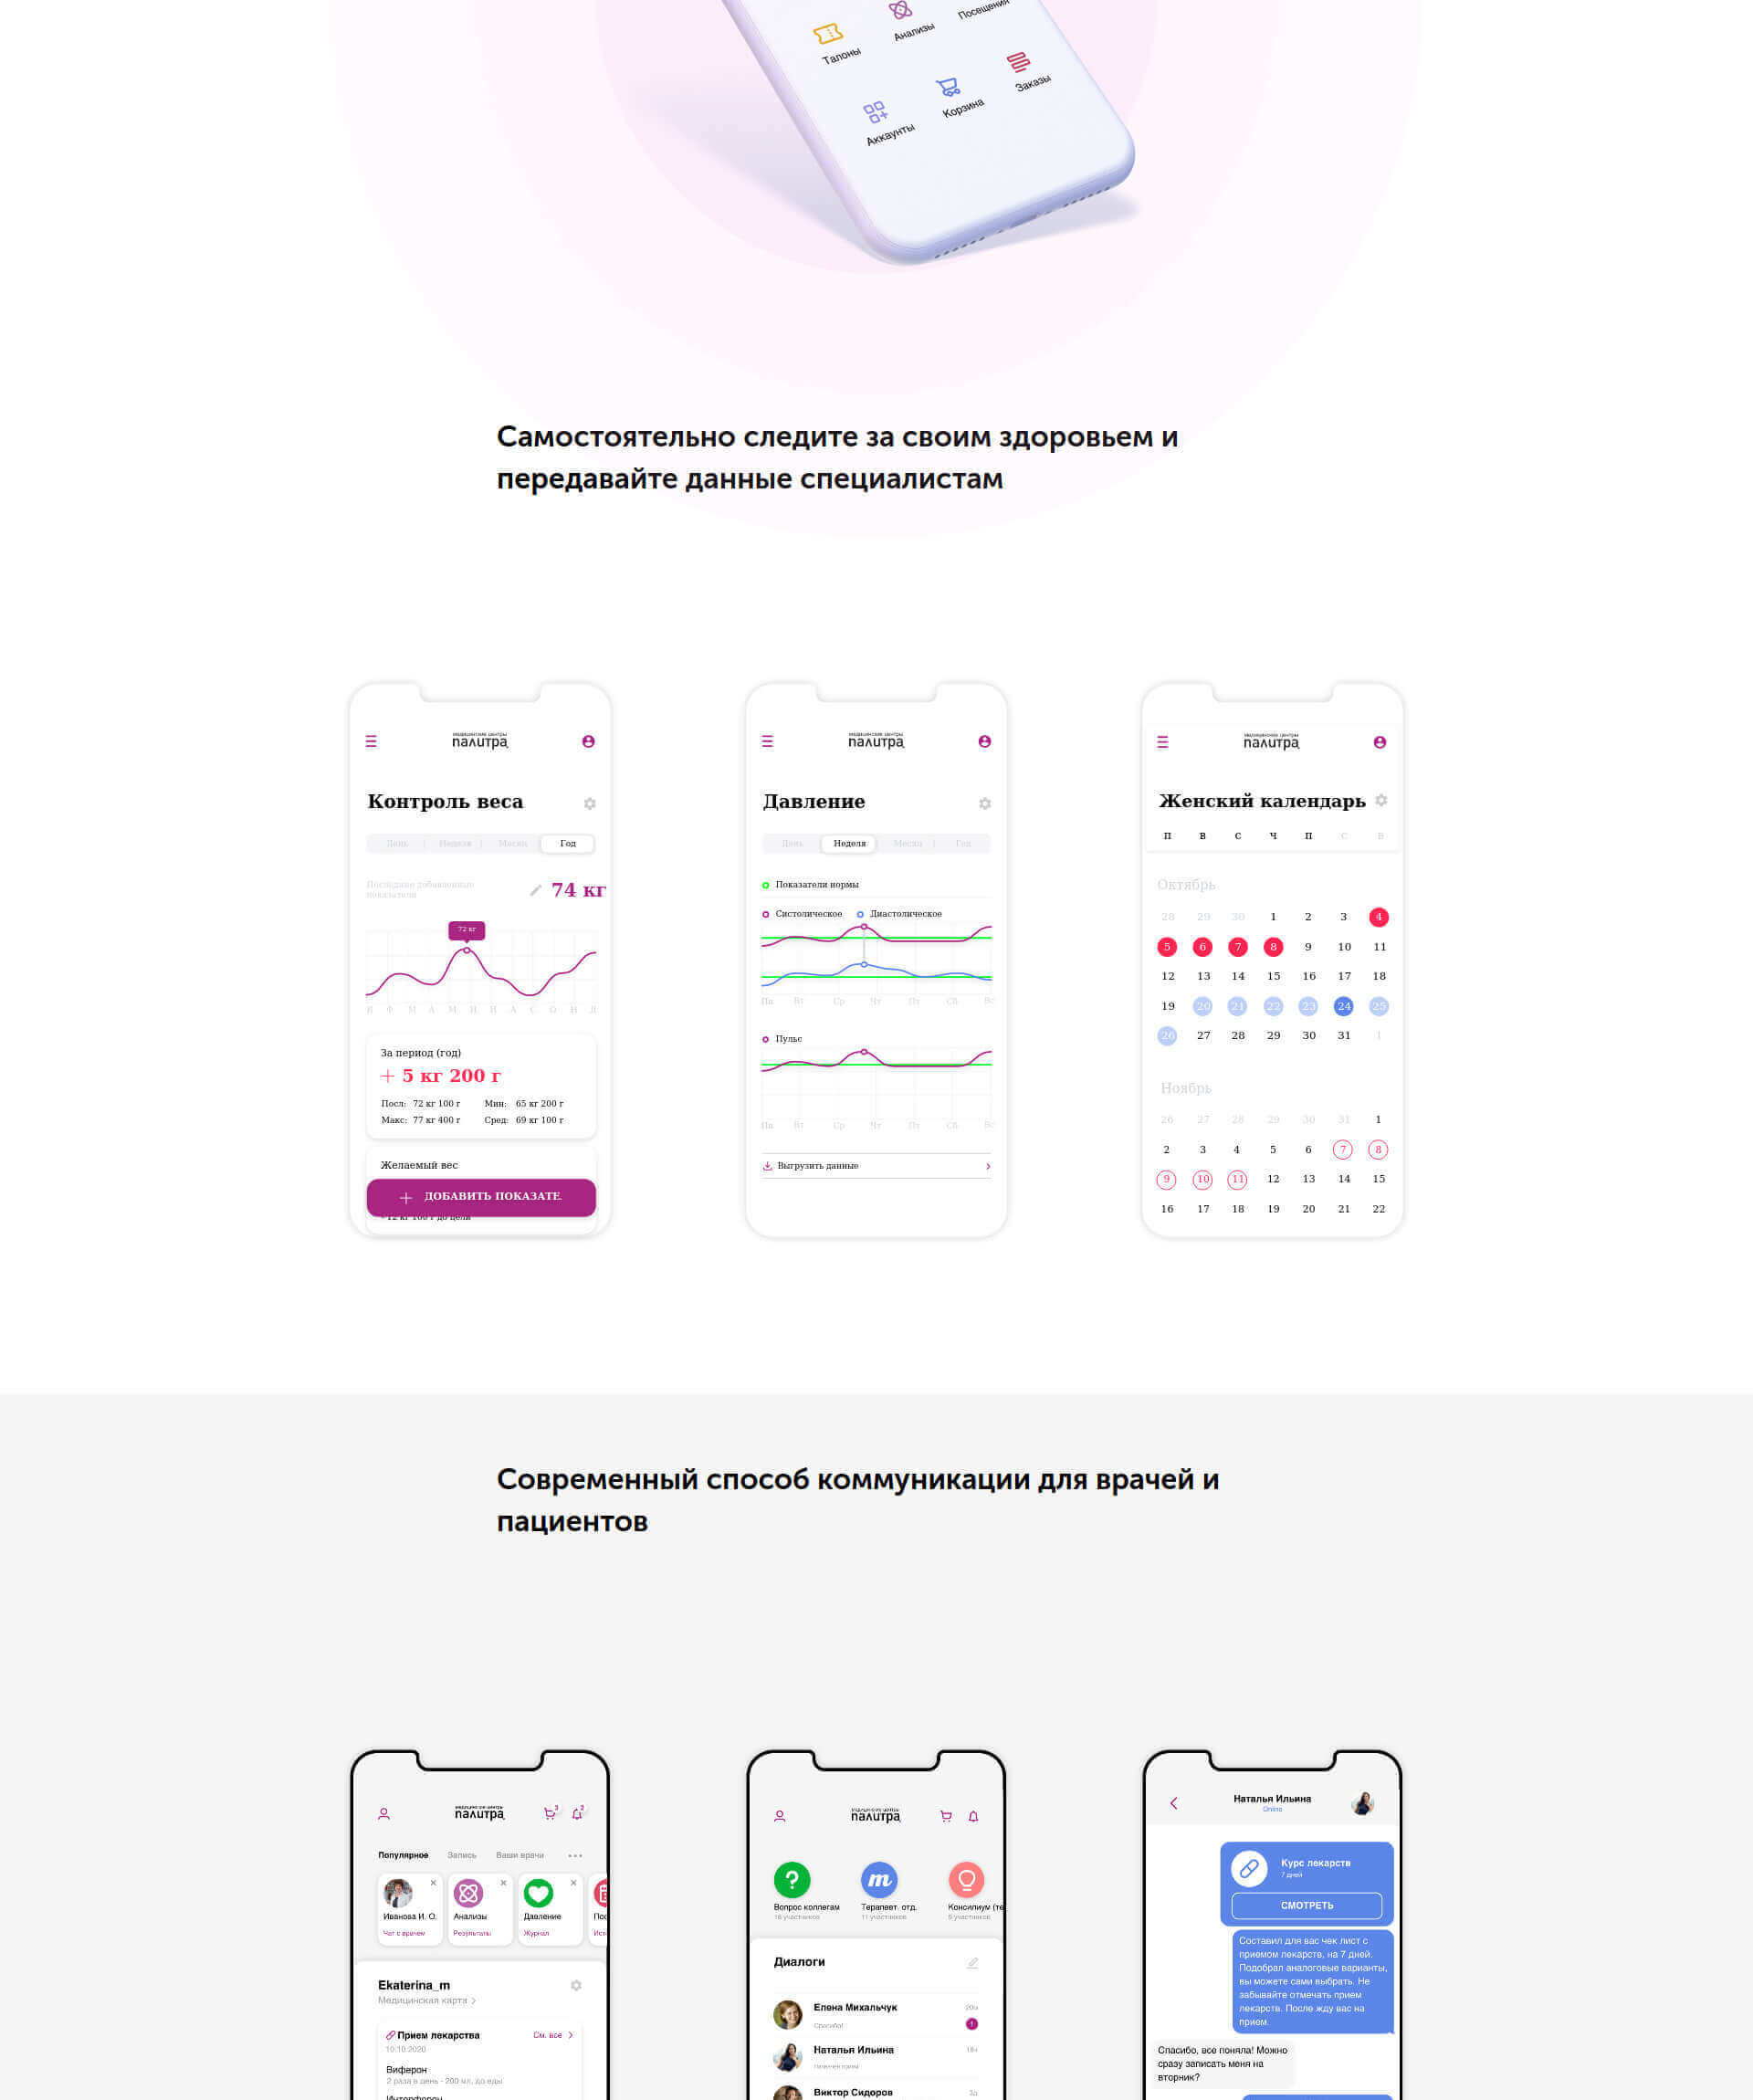 Талоны
Анализы
Посещения
Аккаунты
Корзина
Заказы
Самостоятельно следите за своим здоровьем и
передавайте данные специалистам
медицинские центры
палитра
Контроль веса
День Неделя Месяц Год
Последние добавленные
показатели
74 кг
72 кг
Я Ф М А М И И А С О Н Д
За период (год)
+ 5 кг 200 г
Посл: 72 кг 100 г Мин: 65 кг 200 г
Макс: 77 кг 400 г Сред: 69 кг 100 г
Желаемый вес
+ ДОБАВИТЬ ПОКАЗАТЕ
- 12 кг 100 г до цели
медицинские центры
палитра
Давление
День Неделя Месяц Год
Показатели нормы
Систолическое Диастолическое
Пн Вт Ср Чт Пт Сб Вс
Пульс
Пн Вт Ср Чт Пт Сб Вс
Выгрузить данные
медицинские центры
палитра
Женский календарь
П В С Ч П С В
Октябрь
28 29 30 1 2 3 4
5 6 7 8 9 10 11
12 13 14 15 16 17 18
19 20 21 22 23 24 25
26 27 28 29 30 31 1
Ноябрь
26 27 28 29 30 31 1
2 3 4 5 6 7 8
9 10 11 12 13 14 15
16 17 18 19 20 21 22
Современный способ коммуникации для врачей и
пациентов
медицинские центры
палитра
3 2
Популярное Запись Ваши врачи
Иванова И. О. Анализы Давление Пос
Чат с врачем Результаты Журнал Ист
Ekaterina_m
Медицинская карта
Прием лекарства См. все
10.10.2020
Виферон
2 раза в день - 200 мл, до еды
Интерферон
медицинские центры
палитра
Вопрос коллегам Терапевт. отд. Консилиум (те
16 участников 11 участников 5 участников
Диалоги
Елена Михальчук 20м
Спасибо! 1
Наталья Ильина 18ч
Виктор Сидоров 2д
Наталья Ильина
Online
Курс лекарств
7 дней
СМОТРЕТЬ
Составил для вас чек лист с
приемом лекарств, на 7 дней.
Подобрал аналоговые варианты,
вы можете сами выбрать. Не
забывайте отмечать прием
лекарств. После жду вас на
прием.
Спасибо, все поняла! Можно
сразу записать меня на
вторник?